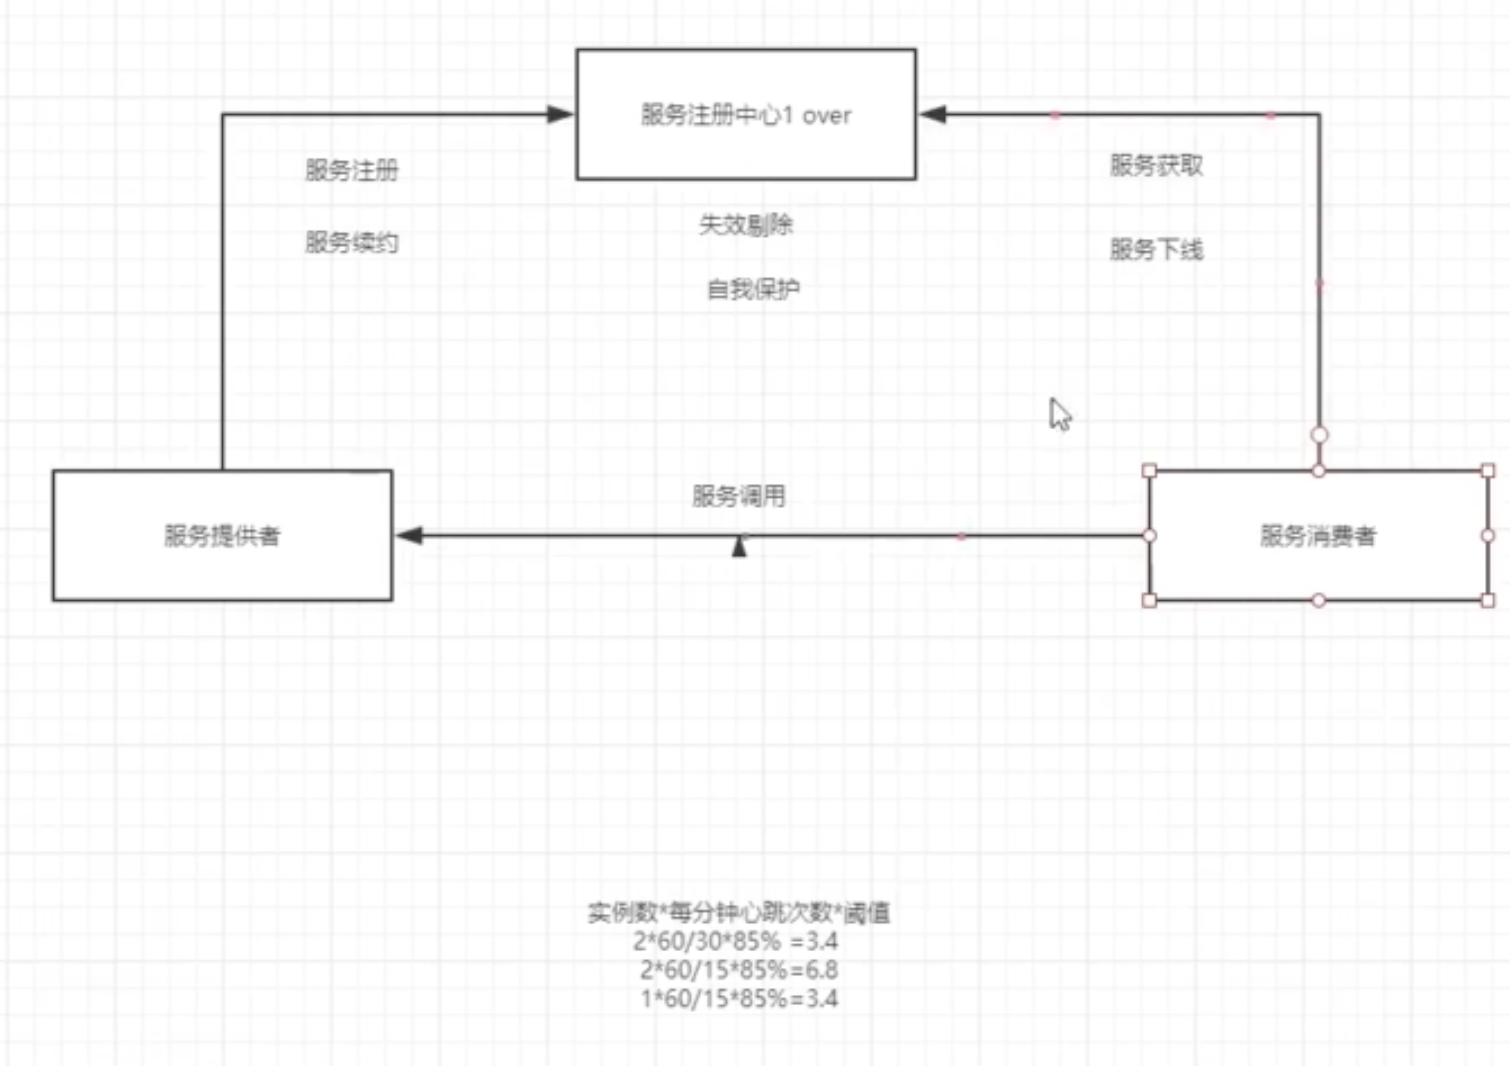 服务注册中心1 over
服务注册
服务续约
失效剔除
自我保护
服务获取
服务下线
服务调用
服务提供者
服务消费者
实例数*每分钟心跳次数*阈值
2*60/30*85% =3.4
2*60/15*85%=6.8
1*60/15*85%=3.4